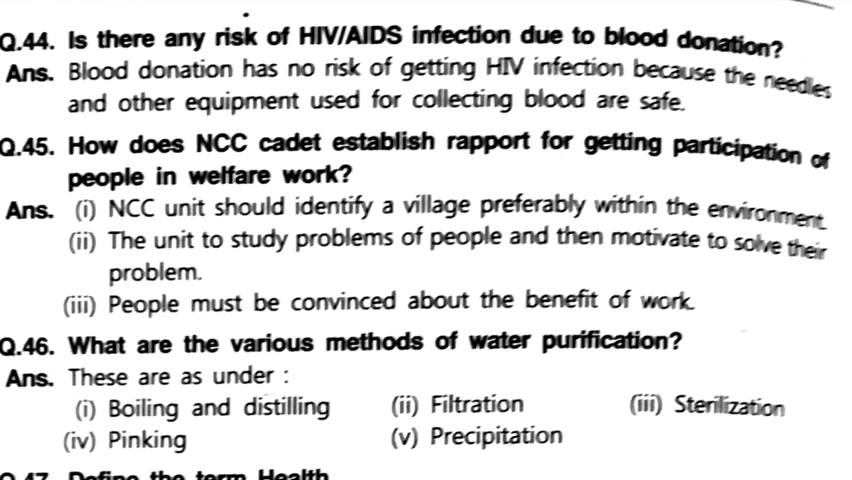 Q.44. Is there any risk of HIV/AIDS infection due to blood donation?
Ans. Blood donation has no risk of getting HIV infection because the needles
and other equipment used for collecting blood are safe.
Q.45. How does NCC cadet establish rapport for getting participation of
people in welfare work?
Ans. (i) NCC unit should identify a village preferably within the environment.
(ii) The unit to study problems of people and then motivate to solve their
problem.
(iii) People must be convinced about the benefit of work.
Q.46. What are the various methods of water purification?
Ans. These are as under :
(i) Boiling and distilling (ii) Filtration (iii) Sterilization
(iv) Pinking (v) Precipitation
Q.47. Define the term Health